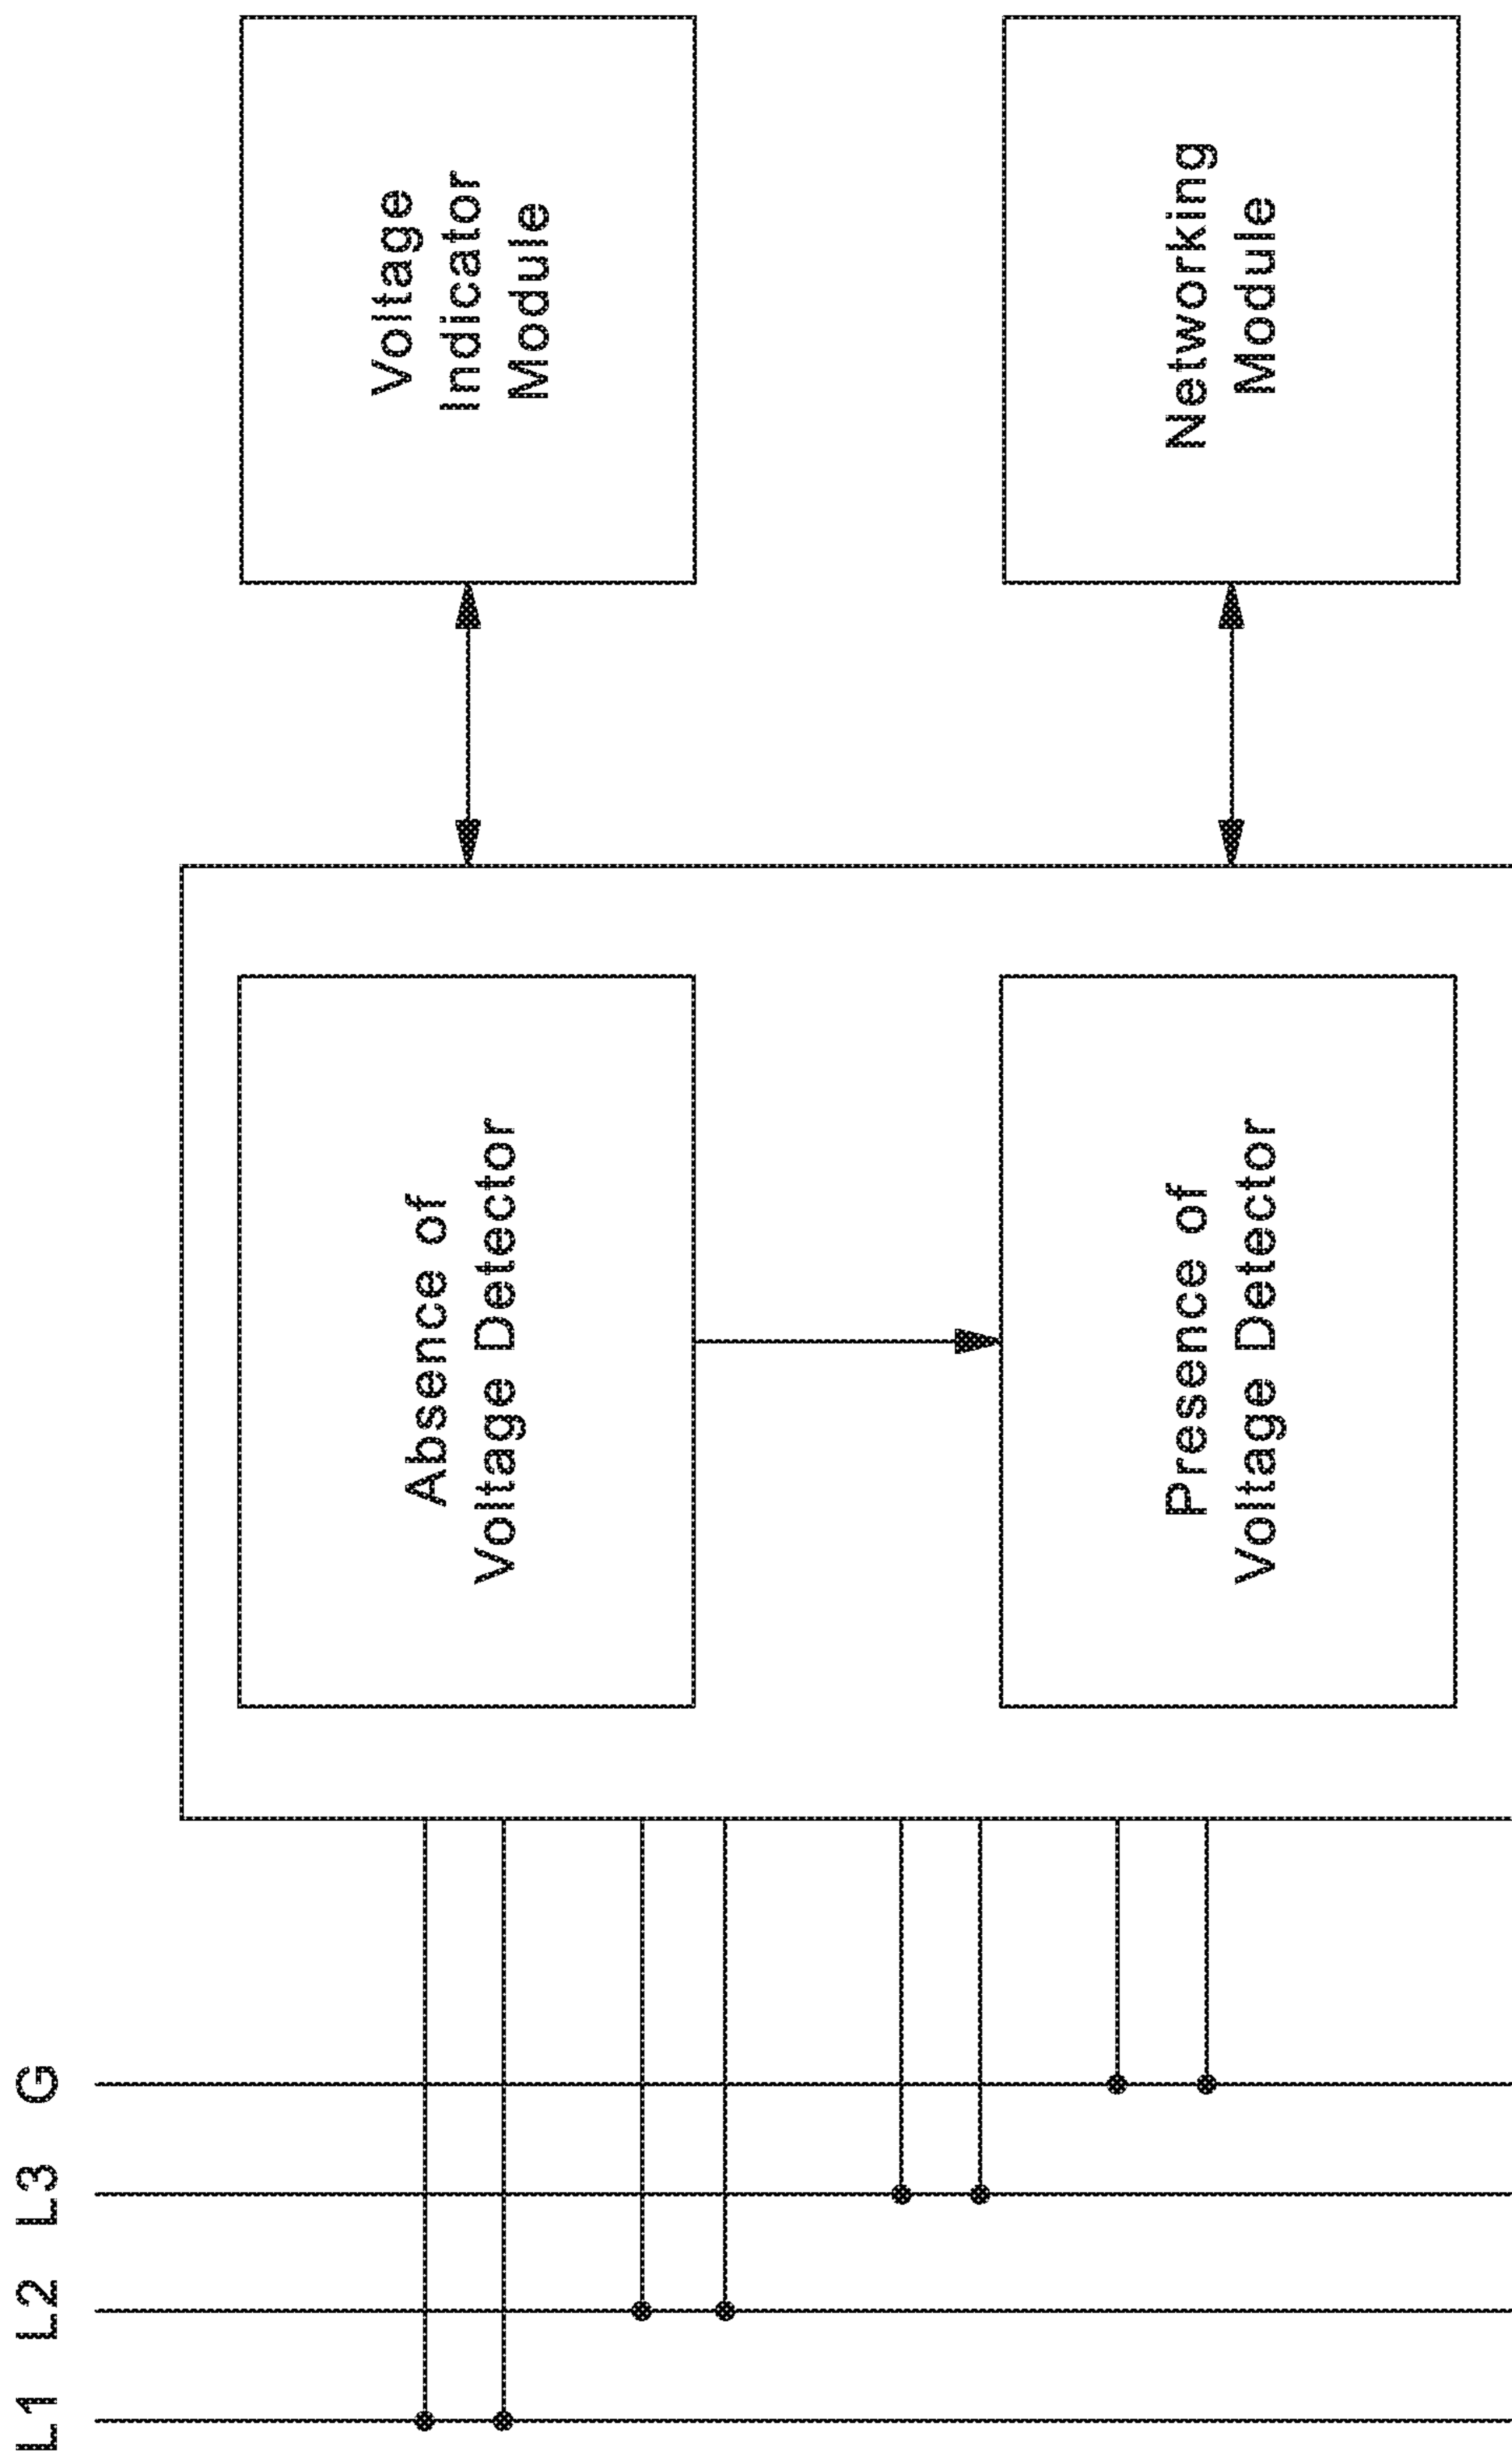 L1 L2 L3 G
Absence of
Voltage Detector
Voltage
Indicator
Module
Presence of
Voltage Detector
Networking
Module